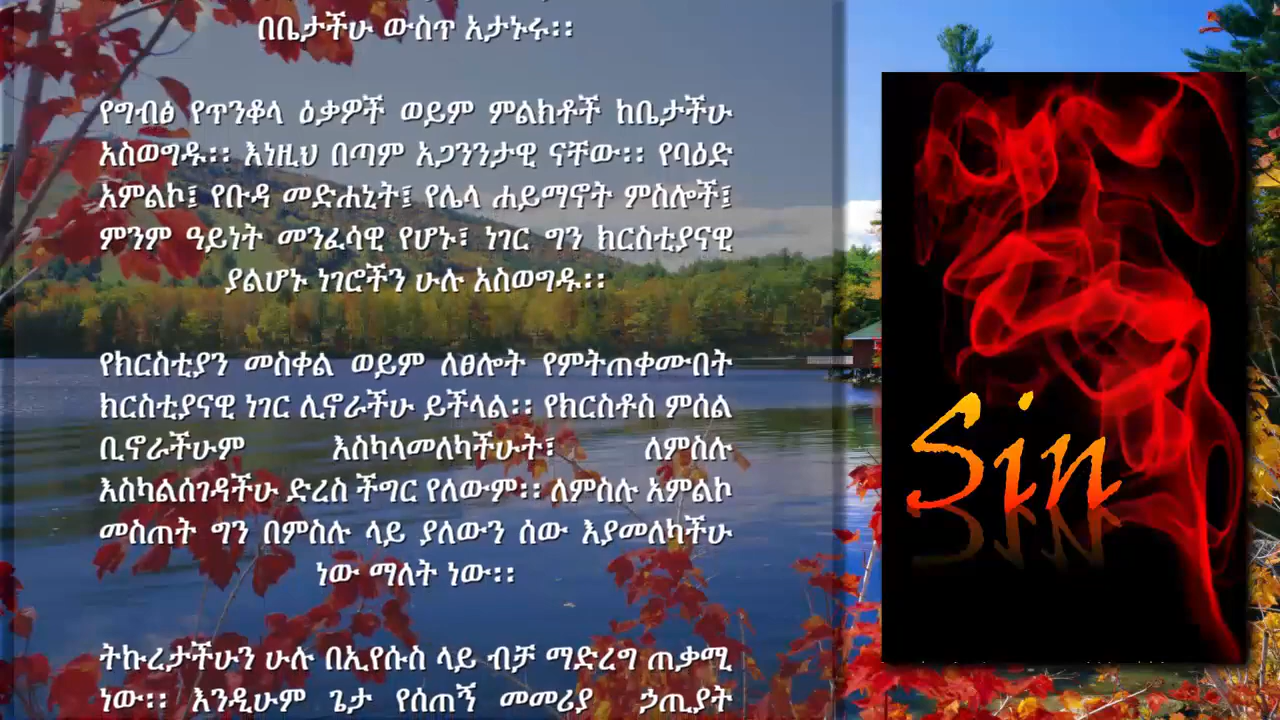 በቤታችሁ ውስጥ አታኑሩ፡፡
የግብፅ የጥንቆላ ዕቃዎች ወይም ምልክቶች ከቤታችሁ
አስወግዱ፡፡ እነዚህ በጣም አጋንንታዊ ናቸው፡፡ የባዕድ
አምልኮ፤ የቡዳ መድሐኒት፤ የሌላ ሐይማኖት ምስሎች፤
ምንም ዓይነት መንፈሳዊ የሆኑ፣ ነገር ግን ክርስቲያናዊ
ያልሆኑ ነገሮችን ሁሉ አስወግዱ፡፡
የክርስቲያን መስቀል ወይም ለፀሎት የምትጠቀሙበት
ክርስቲያናዊ ነገር ሊኖራችሁ ይችላል፡፡ የክርስቶስ ምሰል
ቢኖራችሁም እስካላመለካችሁት፣ ለምስሉ
እስካልሰገዳችሁ ድረስ ችግር የለውም፡፡ ለምስሉ አምልኮ
መስጠት ግን በምስሉ ላይ ያለውን ሰው እያመለካችሁ
ነው ማለት ነው፡፡
ትኩረታችሁን ሁሉ በኢየሱስ ላይ ብቻ ማድረግ ጠቃሚ
ነው፡፡ እንዲሁም ጌታ የሰጠኝ መመሪያ ኃጢያት
Sin